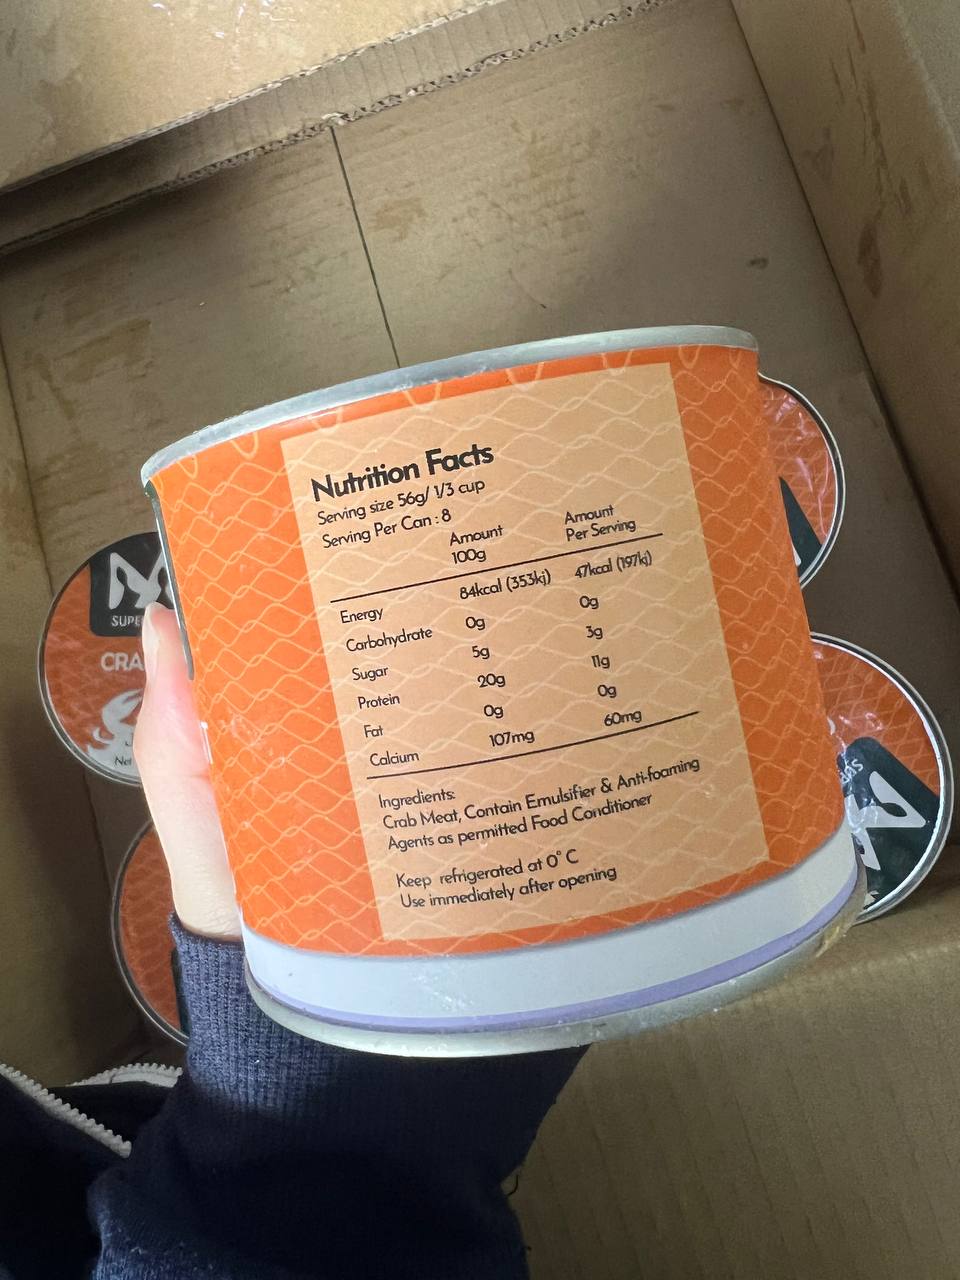 Nutrition Facts
Serving size 56g/ 1/3 cup
Serving Per Can : 8
Amount 100g
Amount Per Serving
Energy 84kcal (353kj) 47kcal (197kj)
Carbohydrate 0g 0g
Sugar 5g 3g
Protein 20g 11g
Fat 0g 0g
Calcium 107mg 60mg
Ingredients:
Crab Meat, Contain Emulsifier & Anti-foaming
Agents as permitted Food Conditioner
Keep refrigerated at 0° C
Use immediately after opening
Net